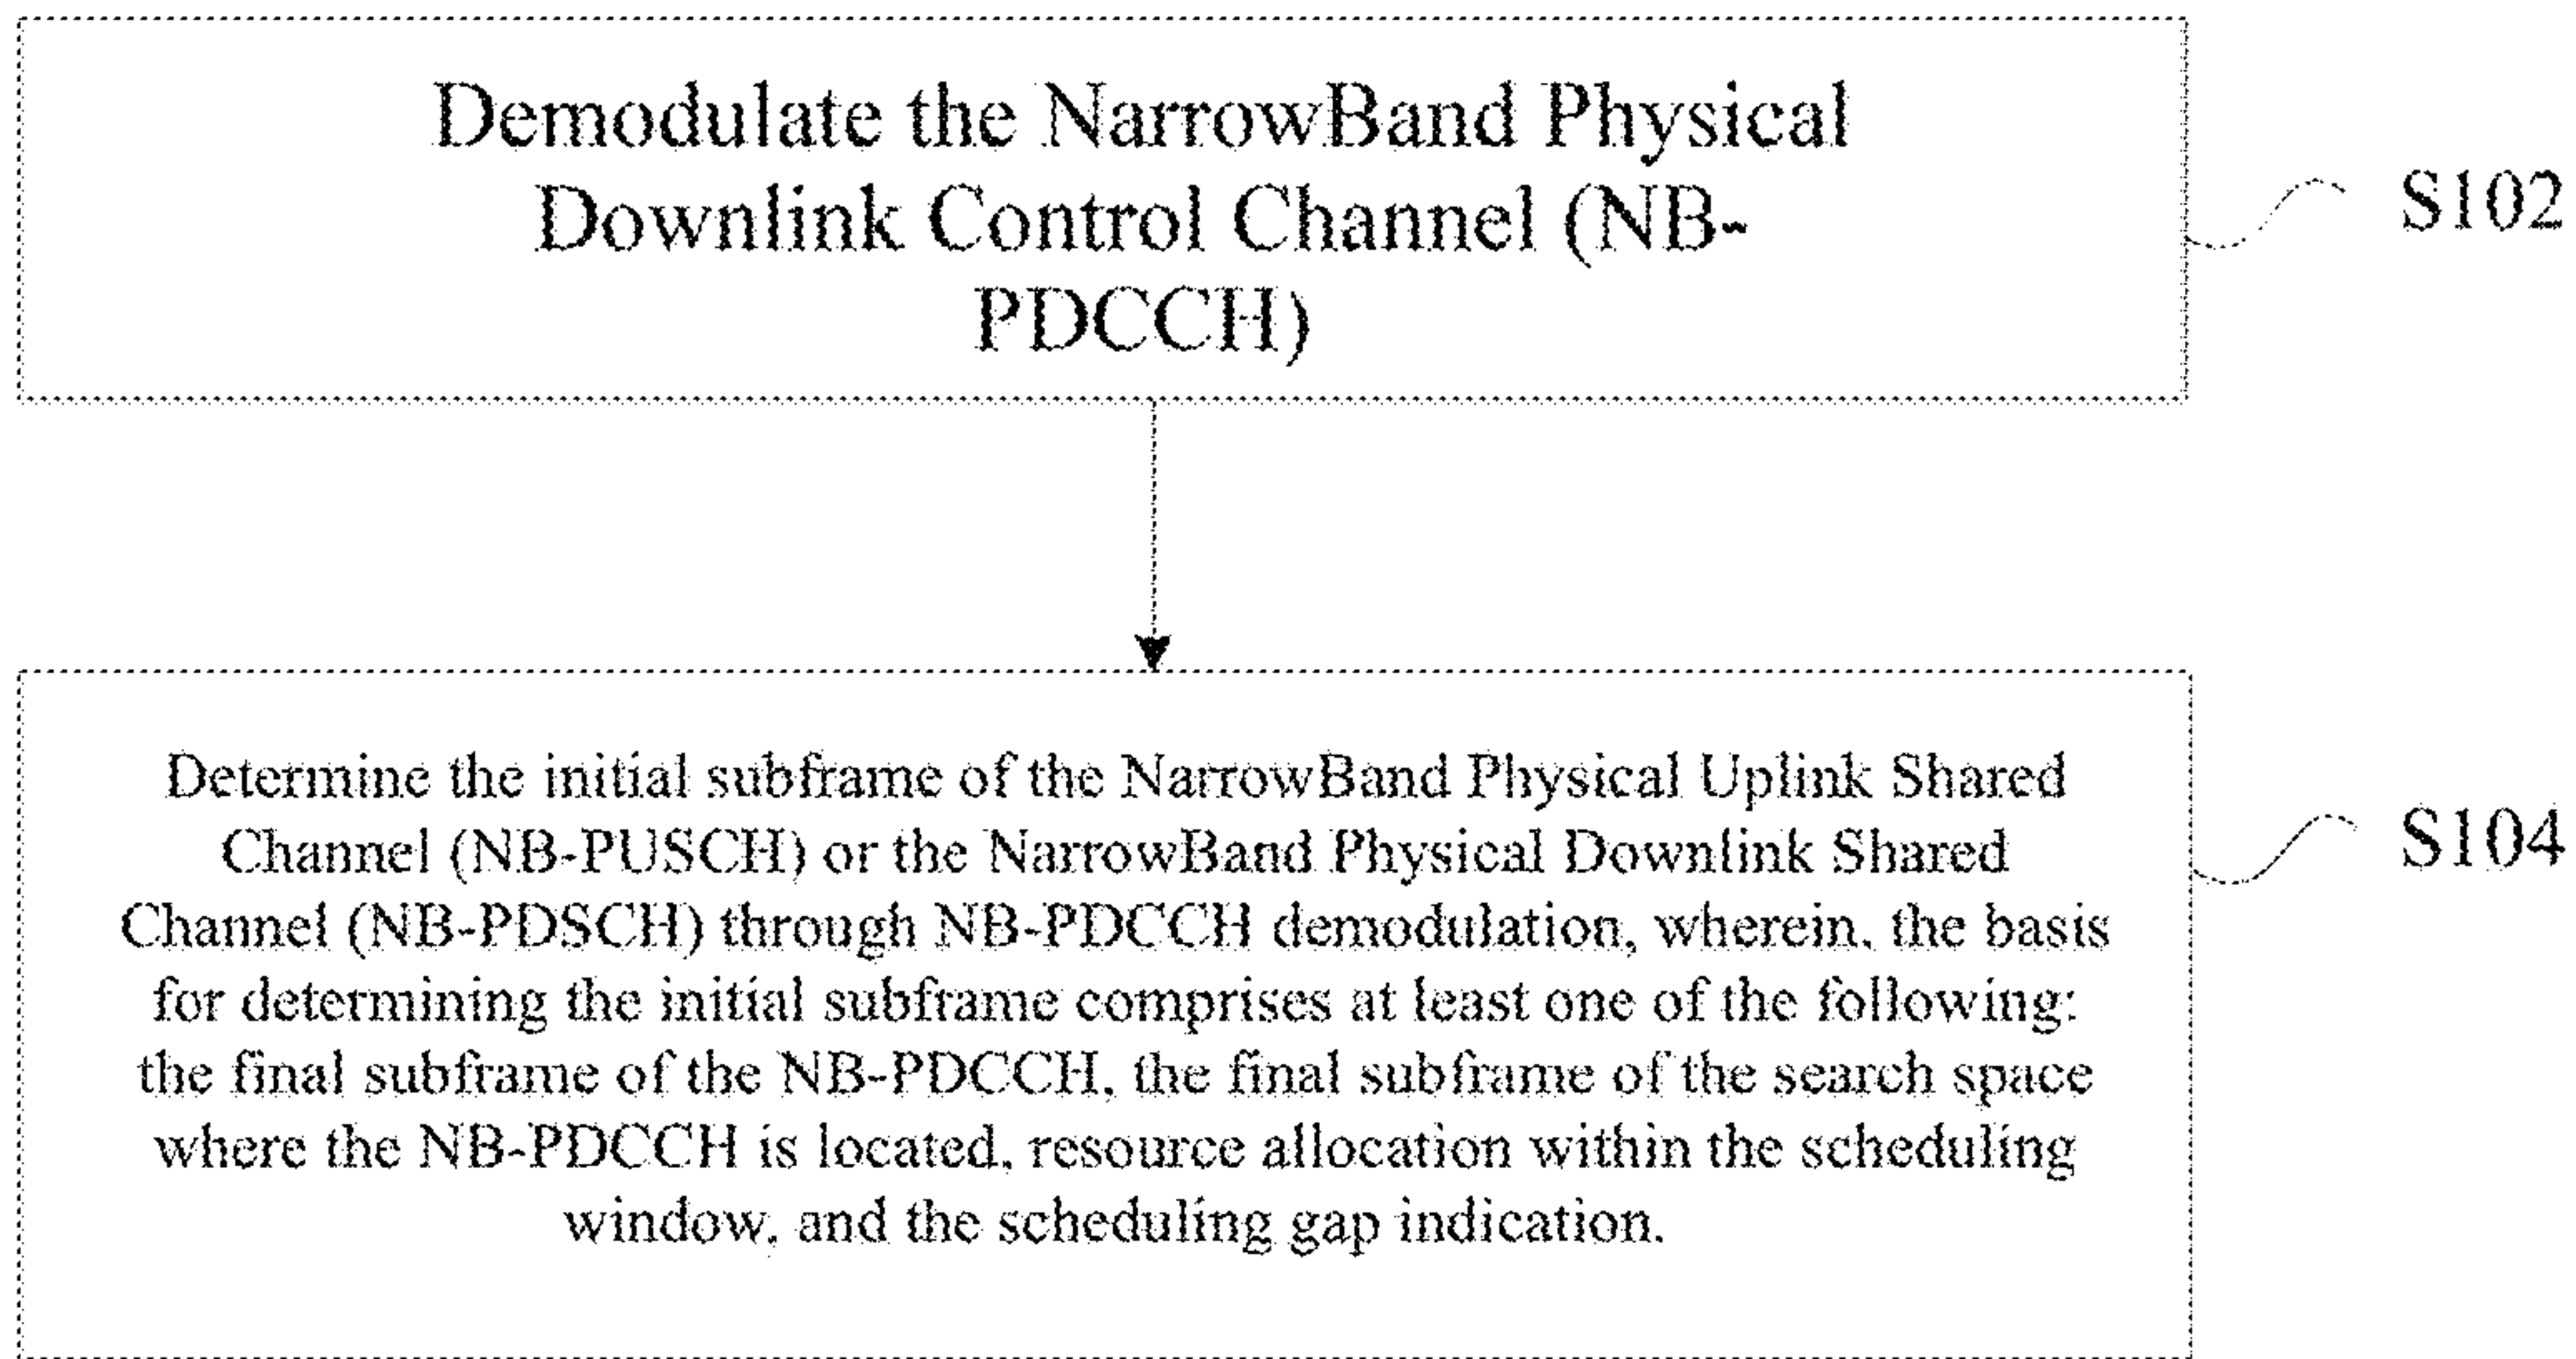 Demodulate the NarrowBand Physical
Downlink Control Channel (NB-
PDCCH)
S102
Determine the initial subframe of the NarrowBand Physical Uplink Shared
Channel (NB-PUSCH) or the NarrowBand Physical Downlink Shared
Channel (NB-PDSCH) through NB-PDCCH demodulation, wherein, the basis
for determining the initial subframe comprises at least one of the following:
the final subframe of the NB-PDCCH, the final subframe of the search space
where the NB-PDCCH is located, resource allocation within the scheduling
window, and the scheduling gap indication.
S104